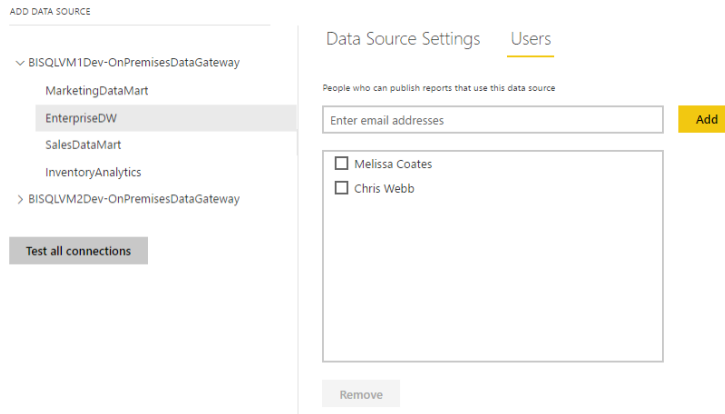 ADD DATA SOURCE
BISQLVM1Dev-OnPremisesDataGateway
MarketingDataMart
EnterpriseDW
SalesDataMart
InventoryAnalytics
BISQLVM2Dev-OnPremisesDataGateway
Test all connections
Data Source Settings Users
People who can publish reports that use this data source
Enter email addresses Add
Melissa Coates
Chris Webb
Remove